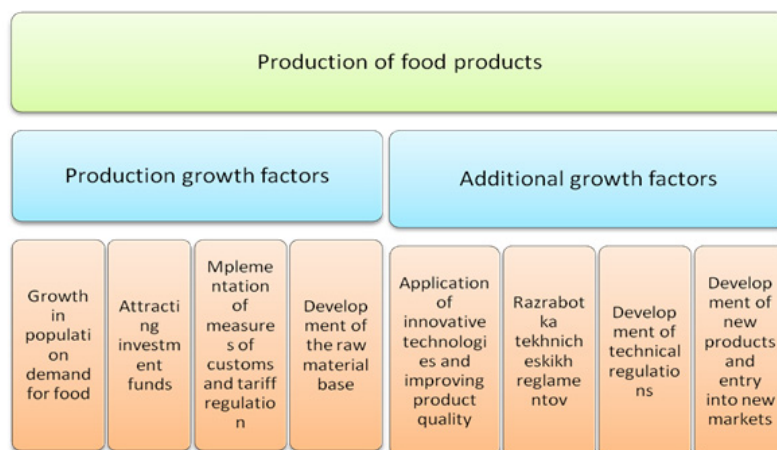 Production of food products
Production growth factors
Additional growth factors
Growth
in
populati
on
demand
for food
Attracti
ng
investm
ent
funds
Mpleme
ntation
of
measure
s of
customs
and tariff
regulatio
n
Develop
ment of
the raw
material
base
Application
of
innovative
technologi
es and
improving
product
quality
Razrabot
ka
tekhnich
eskikh
reglame
ntov
Develop
ment of
technical
regulatio
ns
Develop
ment of
new
products
and
entry
into new
markets